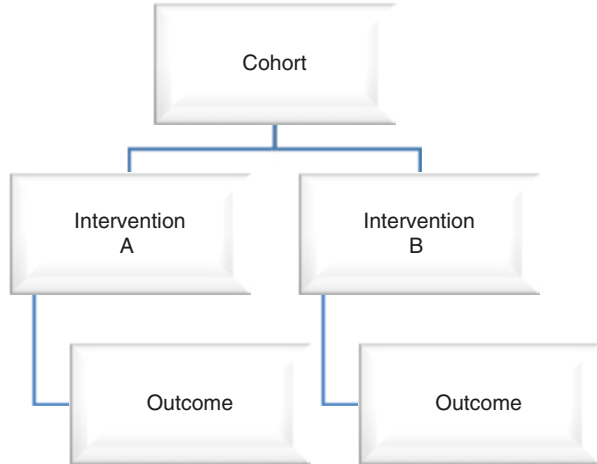 Cohort
Intervention
A
Intervention
B
Outcome
Outcome